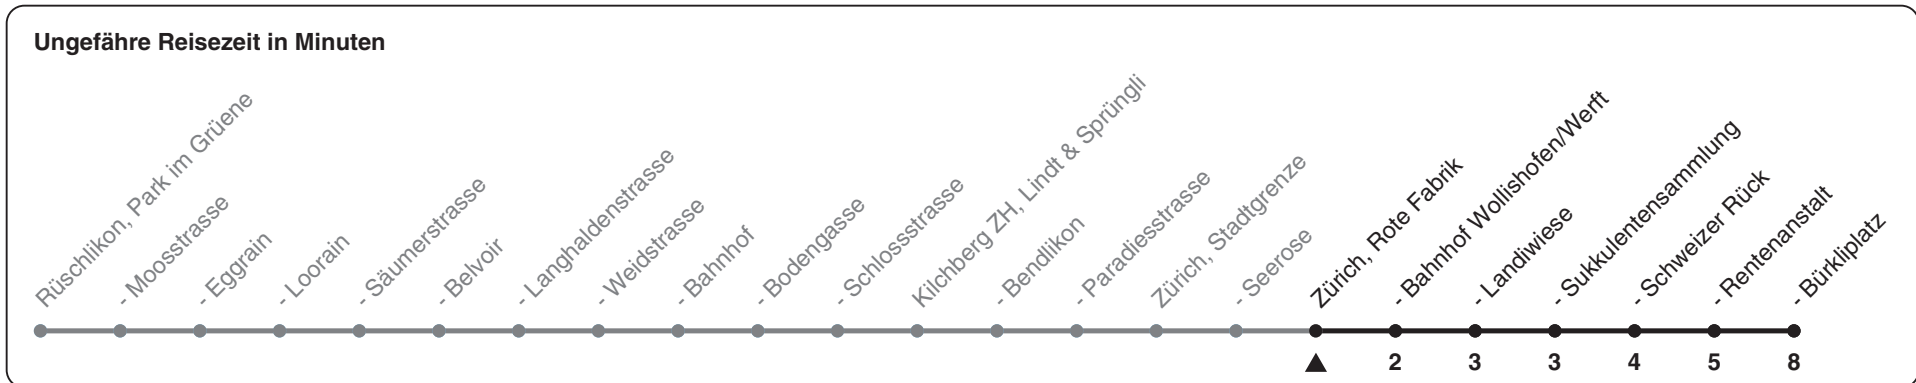 Ungefähre Reisezeit in Minuten
Rüschlikon, Park im Grüene
- Moosstrasse
- Eggrain
- Loorain
- Säumerstrasse
- Belvoir
- Langhaldenstrasse
- Weidstrasse
- Bahnhof
- Bodengasse
- Schlossstrasse
Kilchberg ZH, Lindt & Sprüngli
- Bendlikon
- Paradiesstrasse
Zürich, Stadtgrenze
- Seerose
Zürich, Rote Fabrik
- Bahnhof Wollishofen/Werft
- Landiwiese
- Sukkulentensammlung
- Schweizer Rück
- Rentenanstalt
- Bürkliplatz
2 3 3 4 5 8